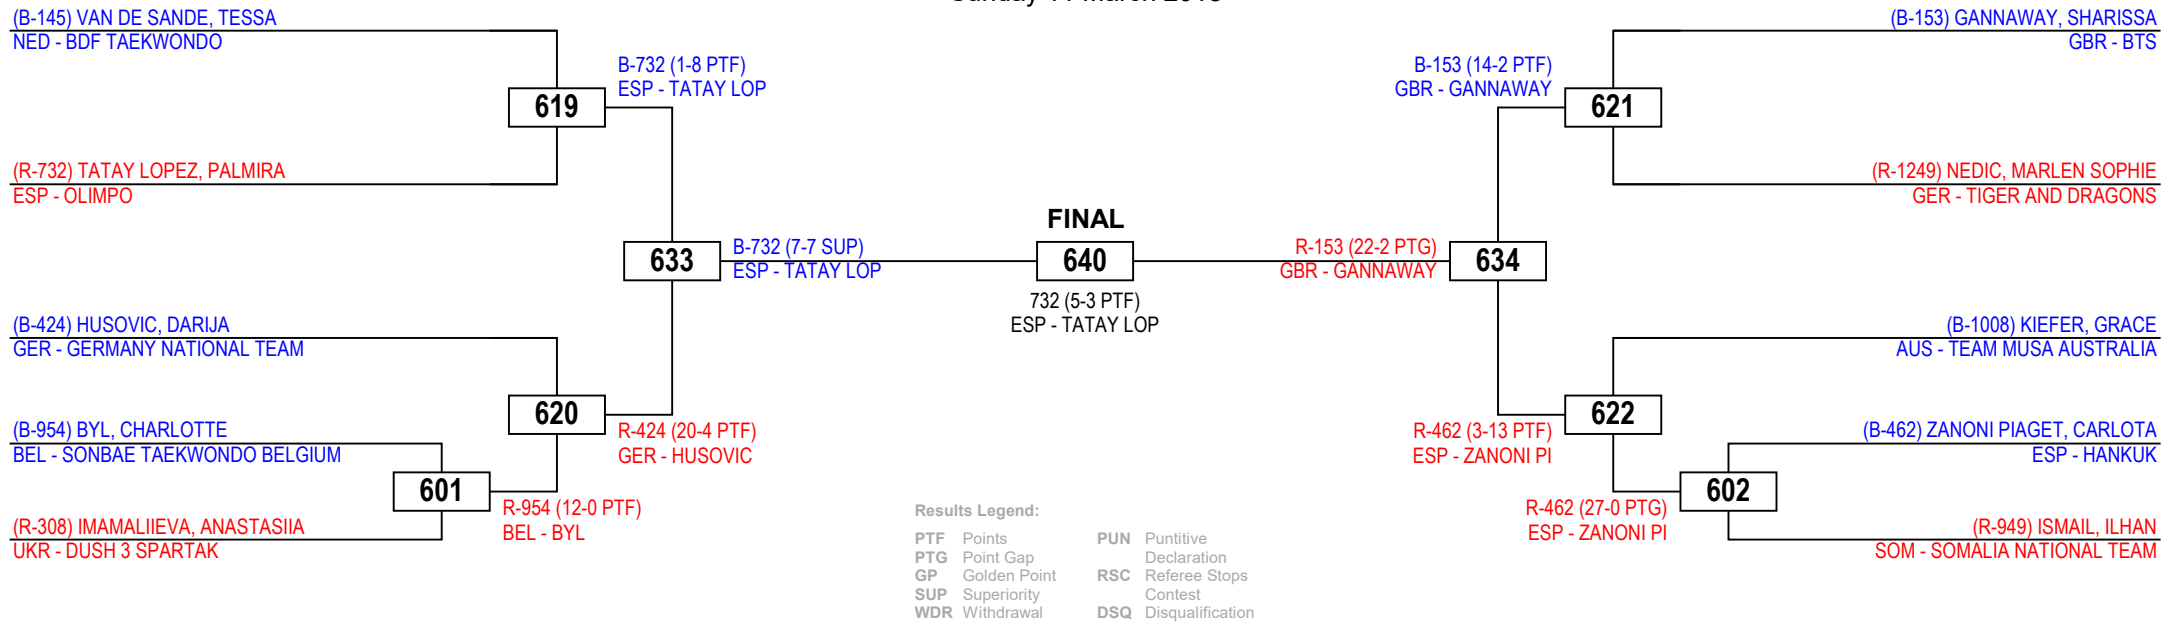 (B-145) VAN DE SANDE, TESSA
NED - BDF TAEKWONDO
B-732 (1-8 PTF)
ESP - TATAY LOP
619
(R-732) TATAY LOPEZ, PALMIRA
ESP - OLIMPO
633
B-732 (7-7 SUP)
ESP - TATAY LOP
(B-424) HUSOVIC, DARIJA
GER - GERMANY NATIONAL TEAM
620
R-424 (20-4 PTF)
GER - HUSOVIC
(B-954) BYL, CHARLOTTE
BEL - SONBAE TAEKWONDO BELGIUM
601
R-954 (12-0 PTF)
BEL - BYL
(R-308) IMAMALIIEVA, ANASTASIIA
UKR - DUSH 3 SPARTAK
FINAL
640
732 (5-3 PTF)
ESP - TATAY LOP
(B-153) GANNAWAY, SHARISSA
GBR - BTS
B-153 (14-2 PTF)
GBR - GANNAWAY
621
(R-1249) NEDIC, MARLEN SOPHIE
GER - TIGER AND DRAGONS
R-153 (22-2 PTG)
GBR - GANNAWAY
634
(B-1008) KIEFER, GRACE
AUS - TEAM MUSA AUSTRALIA
622
R-462 (3-13 PTF)
ESP - ZANONI PI
(B-462) ZANONI PIAGET, CARLOTA
ESP - HANKUK
602
R-462 (27-0 PTG)
ESP - ZANONI PI
(R-949) ISMAIL, ILHAN
SOM - SOMALIA NATIONAL TEAM
Results Legend:
PTF Points
PTG Point Gap
GP Golden Point
SUP Superiority
WDR Withdrawal
PUN Puntitive
Declaration
RSC Referee Stops
Contest
DSQ Disqualification